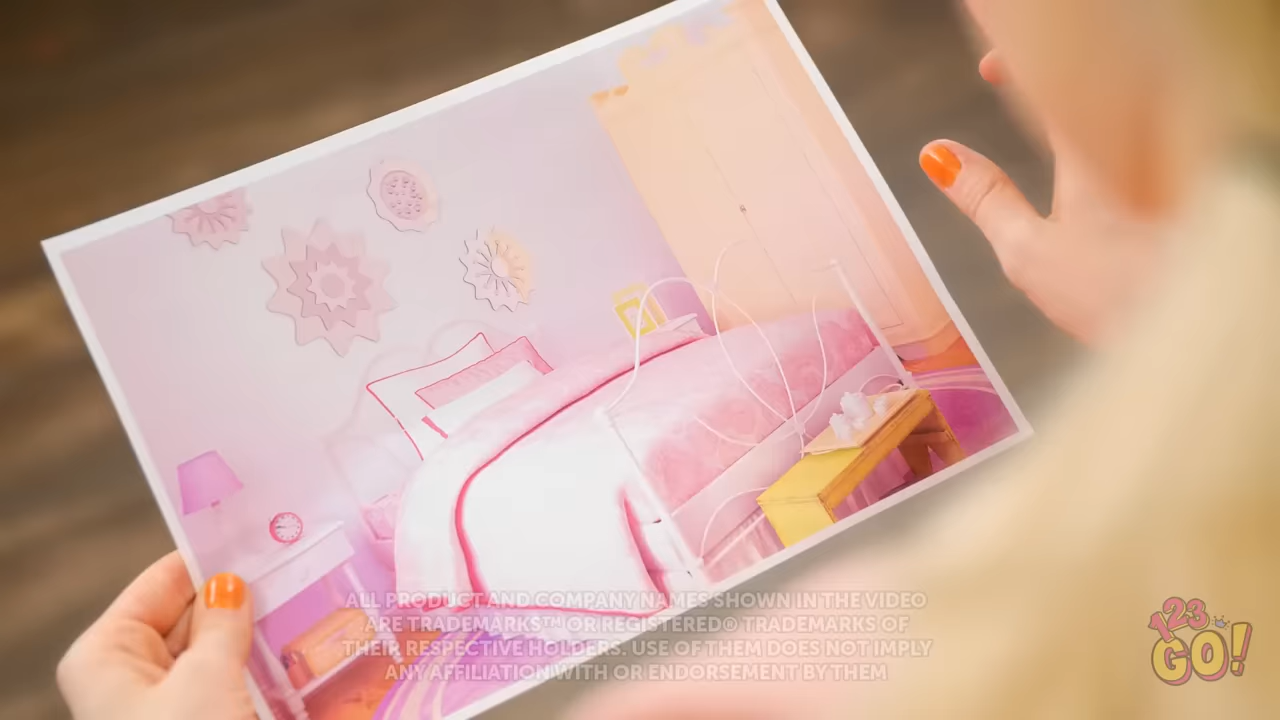 ALL PRODUCT AND COMPANY NAMES SHOWN IN THE VIDEO
ARE TRADEMARKS™ OR REGISTERED® TRADEMARKS OF
THEIR RESPECTIVE HOLDERS. USE OF THEM DOES NOT IMPLY
ANY AFFILIATION WITH OR ENDORSEMENT BY THEM
123
GO!